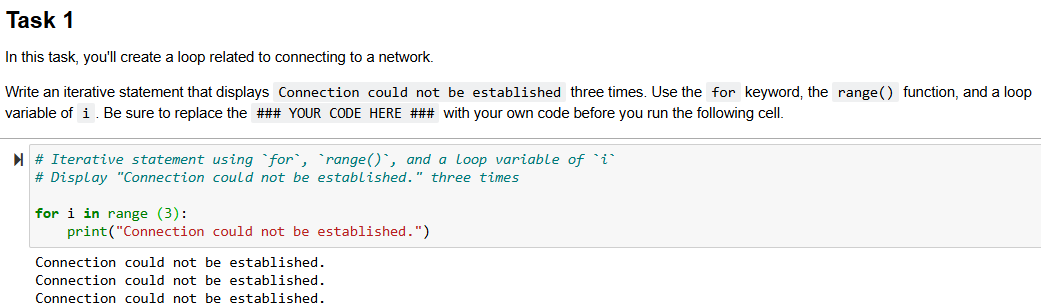 Task 1
In this task, you'll create a loop related to connecting to a network.
Write an iterative statement that displays Connection could not be established three times. Use the for keyword, the range() function, and a loop
variable of i . Be sure to replace the ### YOUR CODE HERE ### with your own code before you run the following cell.
# Iterative statement using `for`, `range()`, and a loop variable of `i`
# Display "Connection could not be established." three times
for i in range (3):
    print("Connection could not be established.")
Connection could not be established.
Connection could not be established.
Connection could not be established.